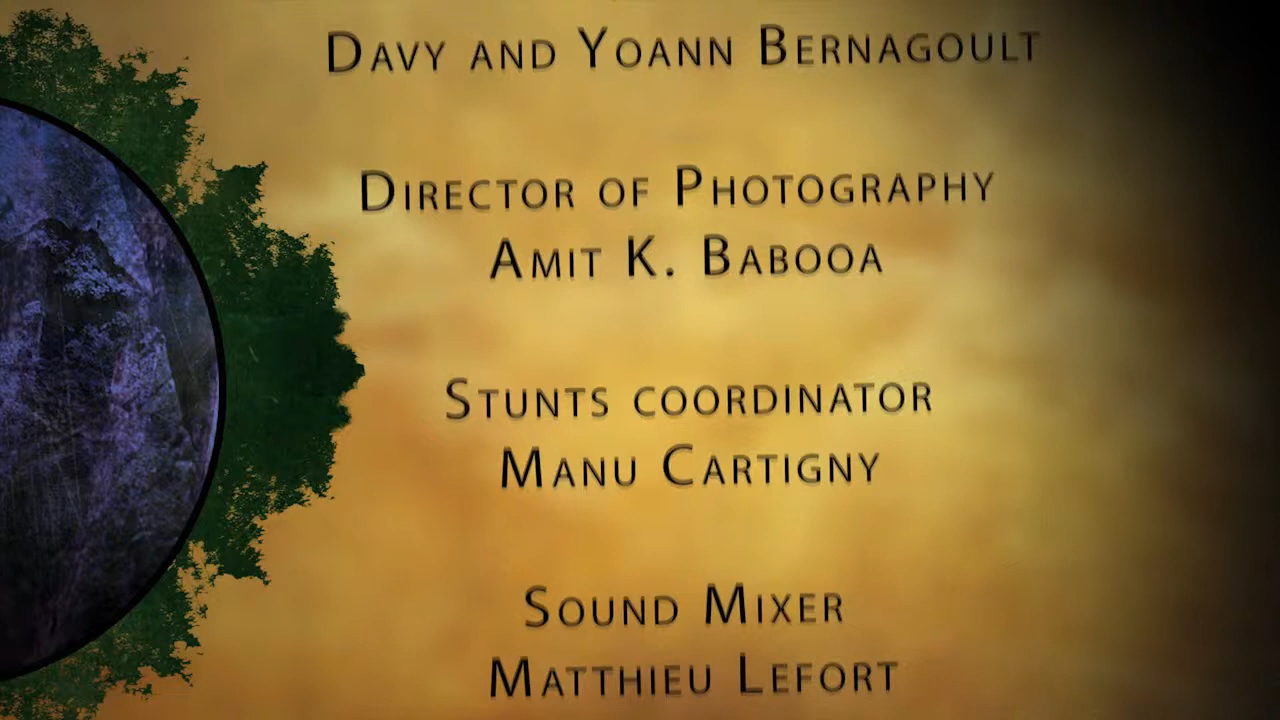 Davy and Yoann Bernagoult
Director of Photography
Amit K. Babooa
Stunts coordinator
Manu Cartigny
Sound Mixer
Matthieu Lefort